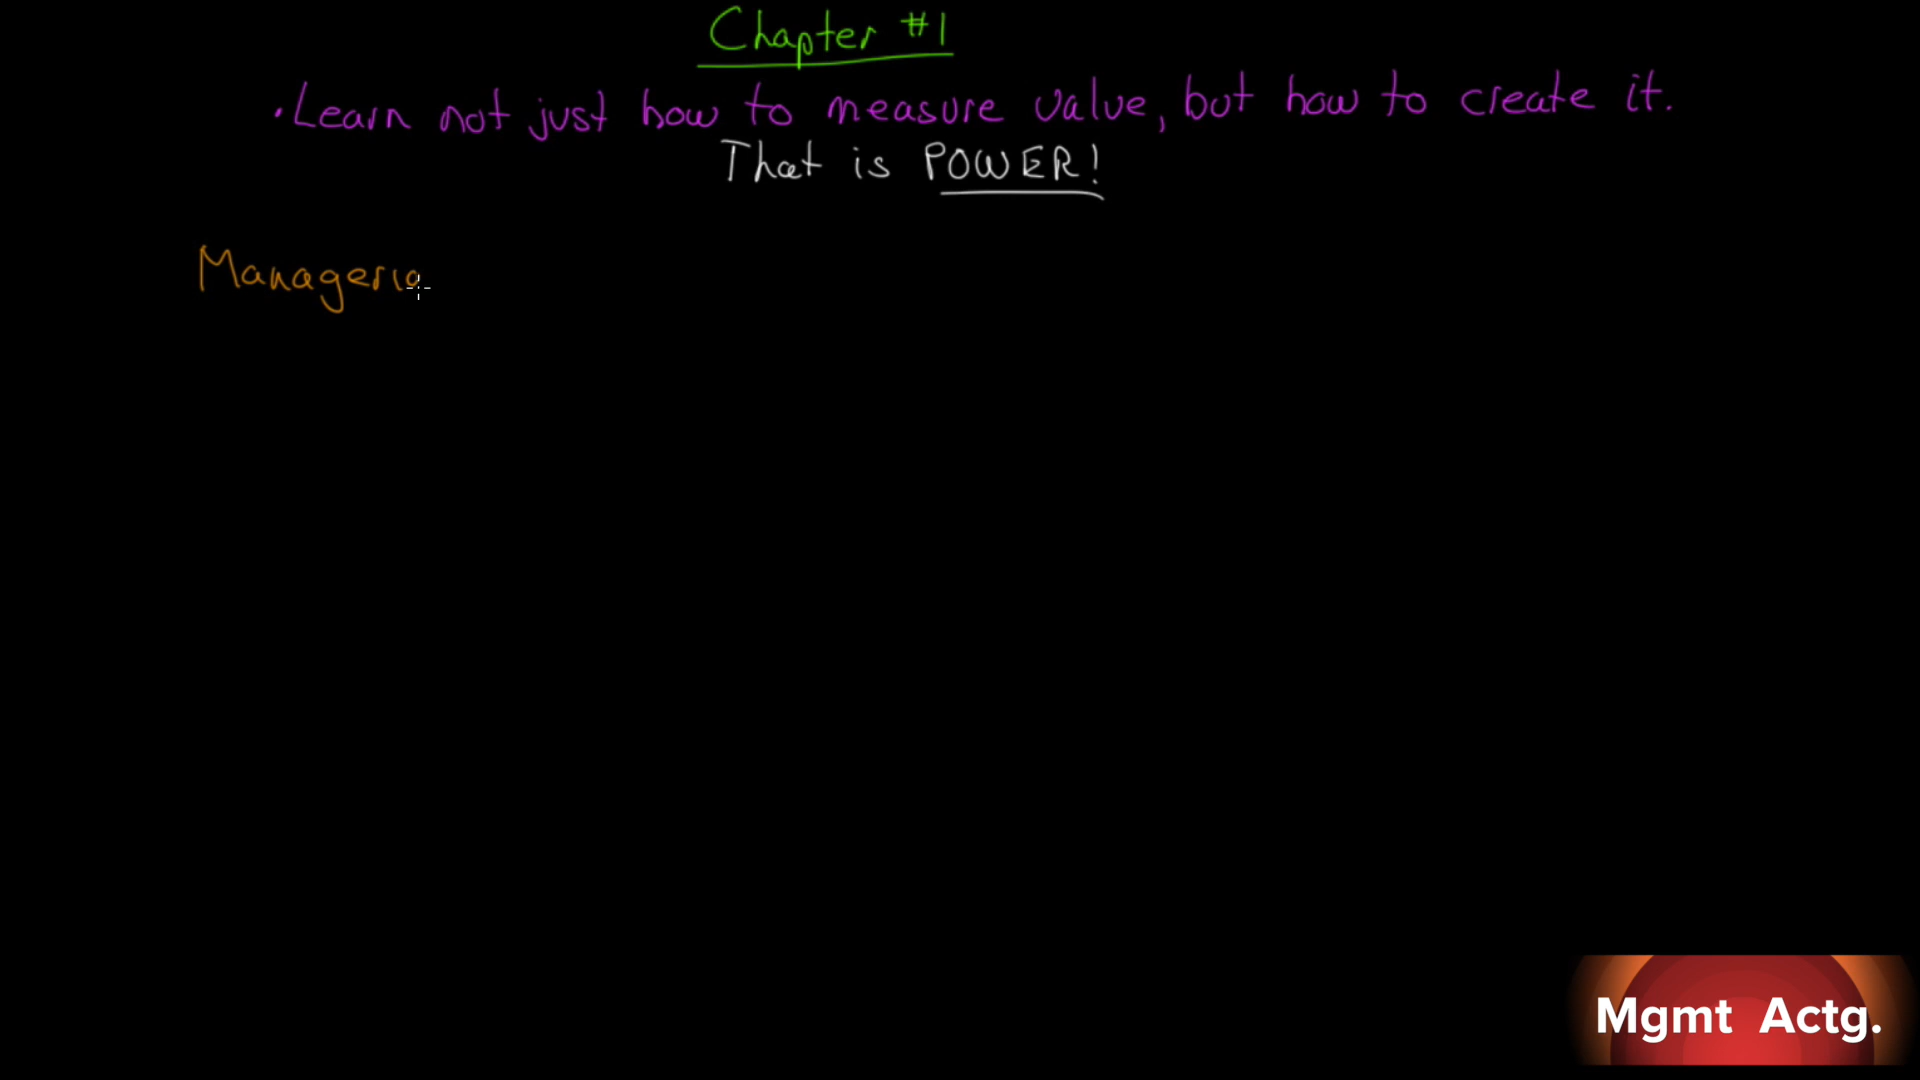 Chapter #1
• Learn not just how to measure value, but how to create it.
That is POWER!
Manageria
Mgmt Actg.